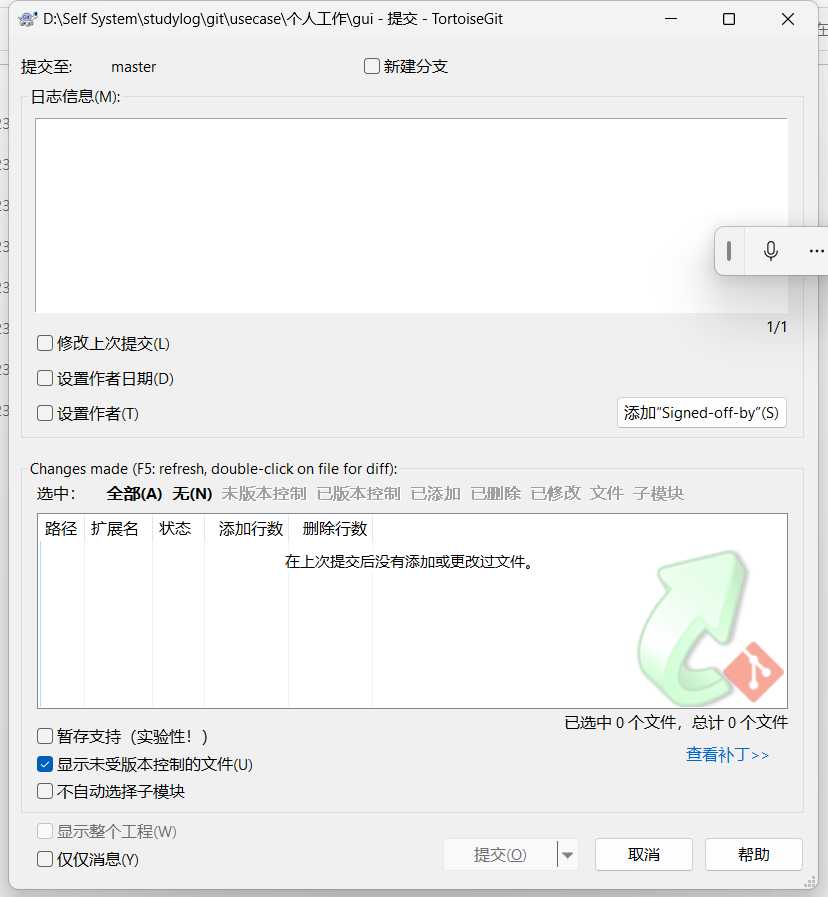 D:\Self System\studylog\git\usecase\个人工作\gui - 提交 - TortoiseGit
提交至: master 新建分支
日志信息(M):
1/1
修改上次提交(L)
设置作者日期(D)
设置作者(T)
添加"Signed-off-by"(S)
Changes made (F5: refresh, double-click on file for diff):
选中： 全部(A) 无(N) 未版本控制 已版本控制 已添加 已删除 已修改 文件 子模块
路径 扩展名 状态 添加行数 删除行数
在上次提交后没有添加或更改过文件。
已选中 0 个文件，总计 0 个文件
暂存支持（实验性！）
查看补丁>>
显示未受版本控制的文件(U)
不自动选择子模块
显示整个工程(W)
仅仅消息(Y)
提交(O) 取消 帮助